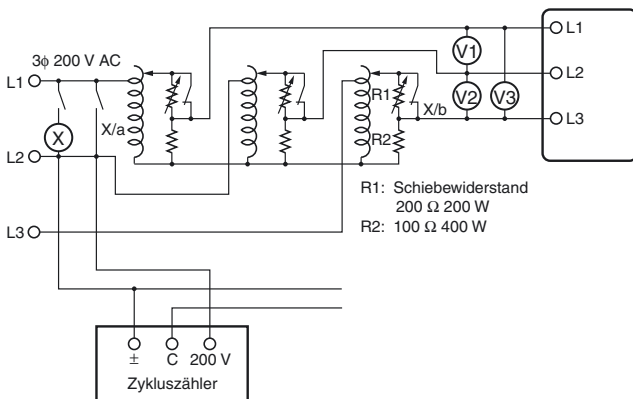 3ϕ 200 V AC
L1
L2
L3
X
X/a
R1
R2
X/b
V1
V2
V3
L1
L2
L3
R1: Schiebewiderstand
200 Ω 200 W
R2: 100 Ω 400 W
± C 200 V
Zykluszähler